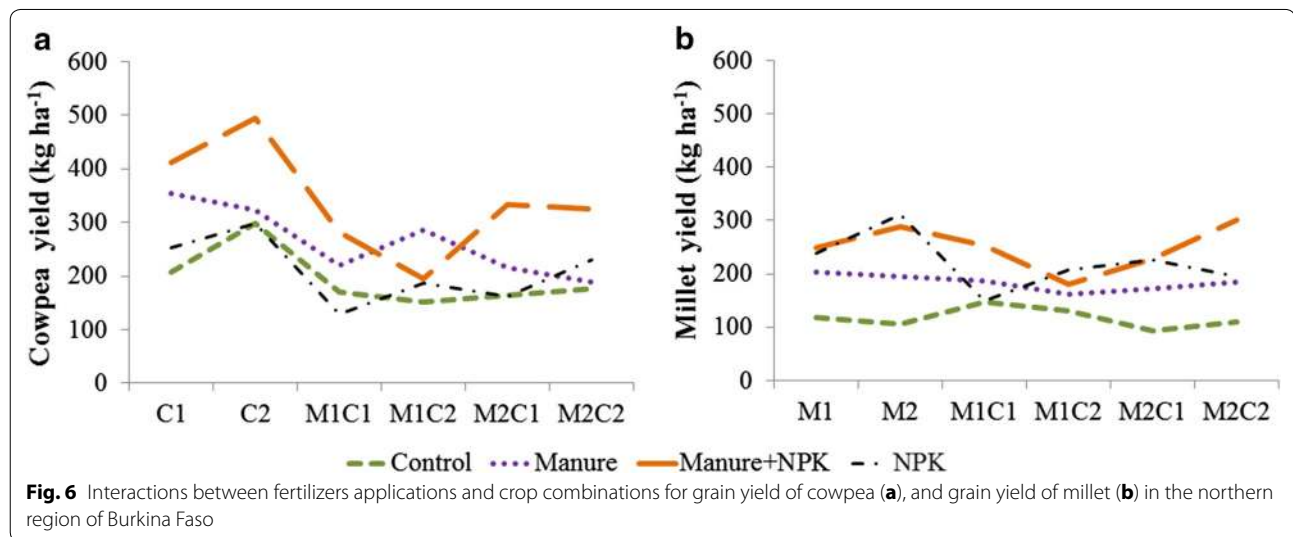 a
600
500
400
300
200
100
0
Cowpea yield (kg ha⁻¹)
C1 C2 M1C1 M1C2 M2C1 M2C2
b
600
500
400
300
200
100
0
Millet yield (kg ha⁻¹)
M1 M2 M1C1 M1C2 M2C1 M2C2
Control Manure Manure+NPK NPK
Fig. 6 Interactions between fertilizers applications and crop combinations for grain yield of cowpea (a), and grain yield of millet (b) in the northern
region of Burkina Faso